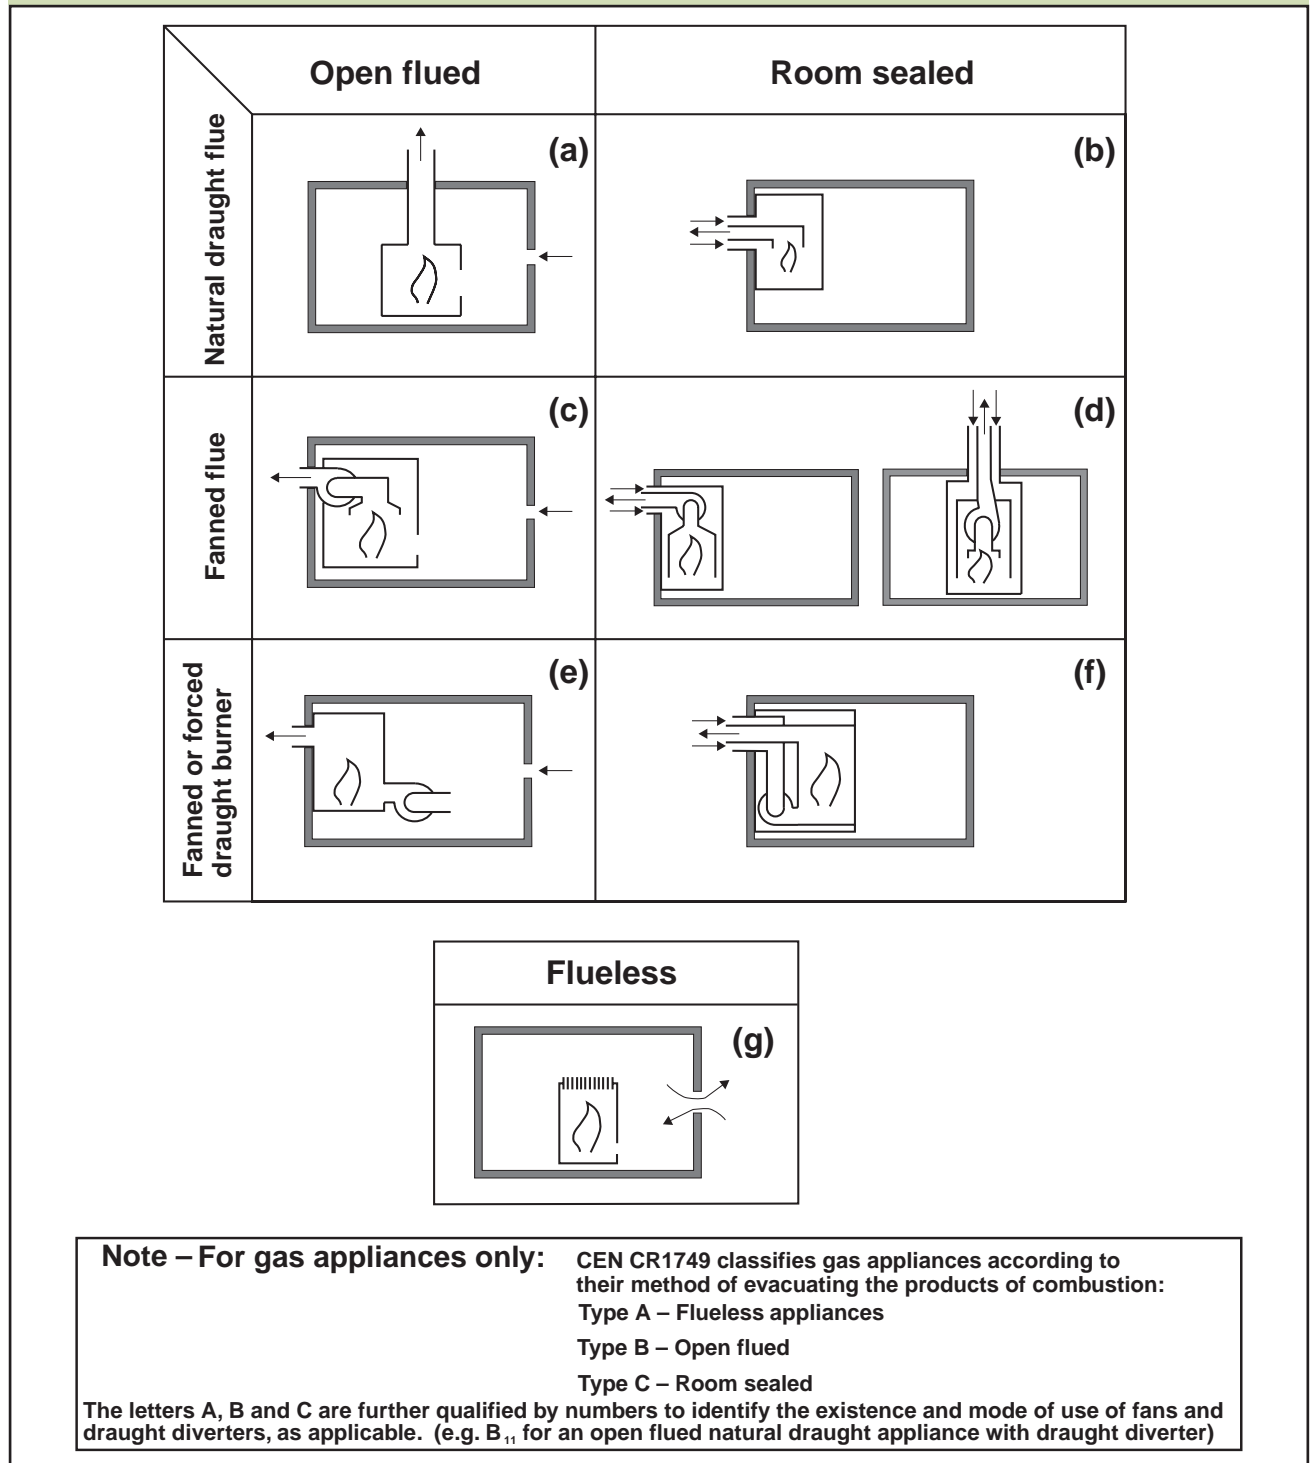 Open flued
Room sealed
Natural draught flue
(a)
(b)
Fanned flue
(c)
(d)
Fanned or forced
draught burner
(e)
(f)
Flueless
(g)
Note – For gas appliances only:
CEN CR1749 classifies gas appliances according to
their method of evacuating the products of combustion:
Type A – Flueless appliances
Type B – Open flued
Type C – Room sealed
The letters A, B and C are further qualified by numbers to identify the existence and mode of use of fans and
draught diverters, as applicable. (e.g. B₁₁ for an open flued natural draught appliance with draught diverter)